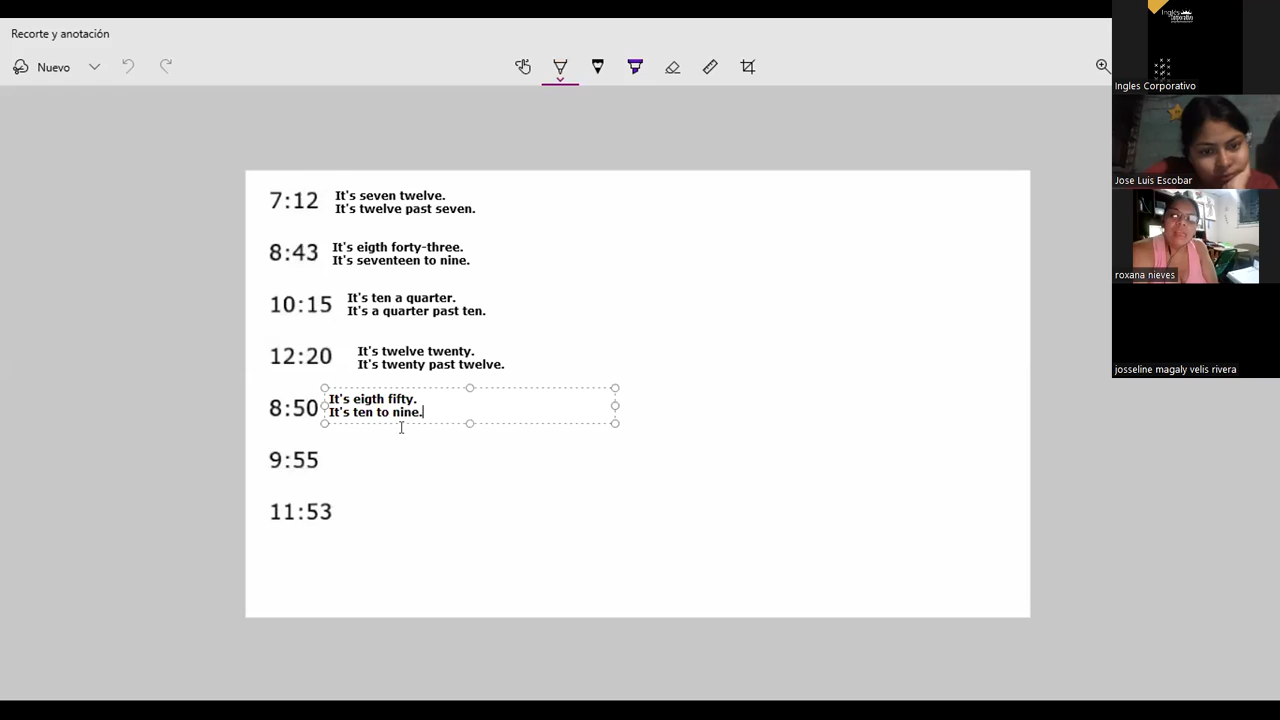 Recorte y anotación
Nuevo
7:12
It's seven twelve.
It's twelve past seven.
8:43
It's eigth forty-three.
It's seventeen to nine.
10:15
It's ten a quarter.
It's a quarter past ten.
12:20
It's twelve twenty.
It's twenty past twelve.
8:50
It's eigth fifty.
It's ten to nine.
9:55
11:53
Inglés
Corporativo
Ingles Corporativo
Jose Luis Escobar
roxana nieves
josseline magaly velis rivera